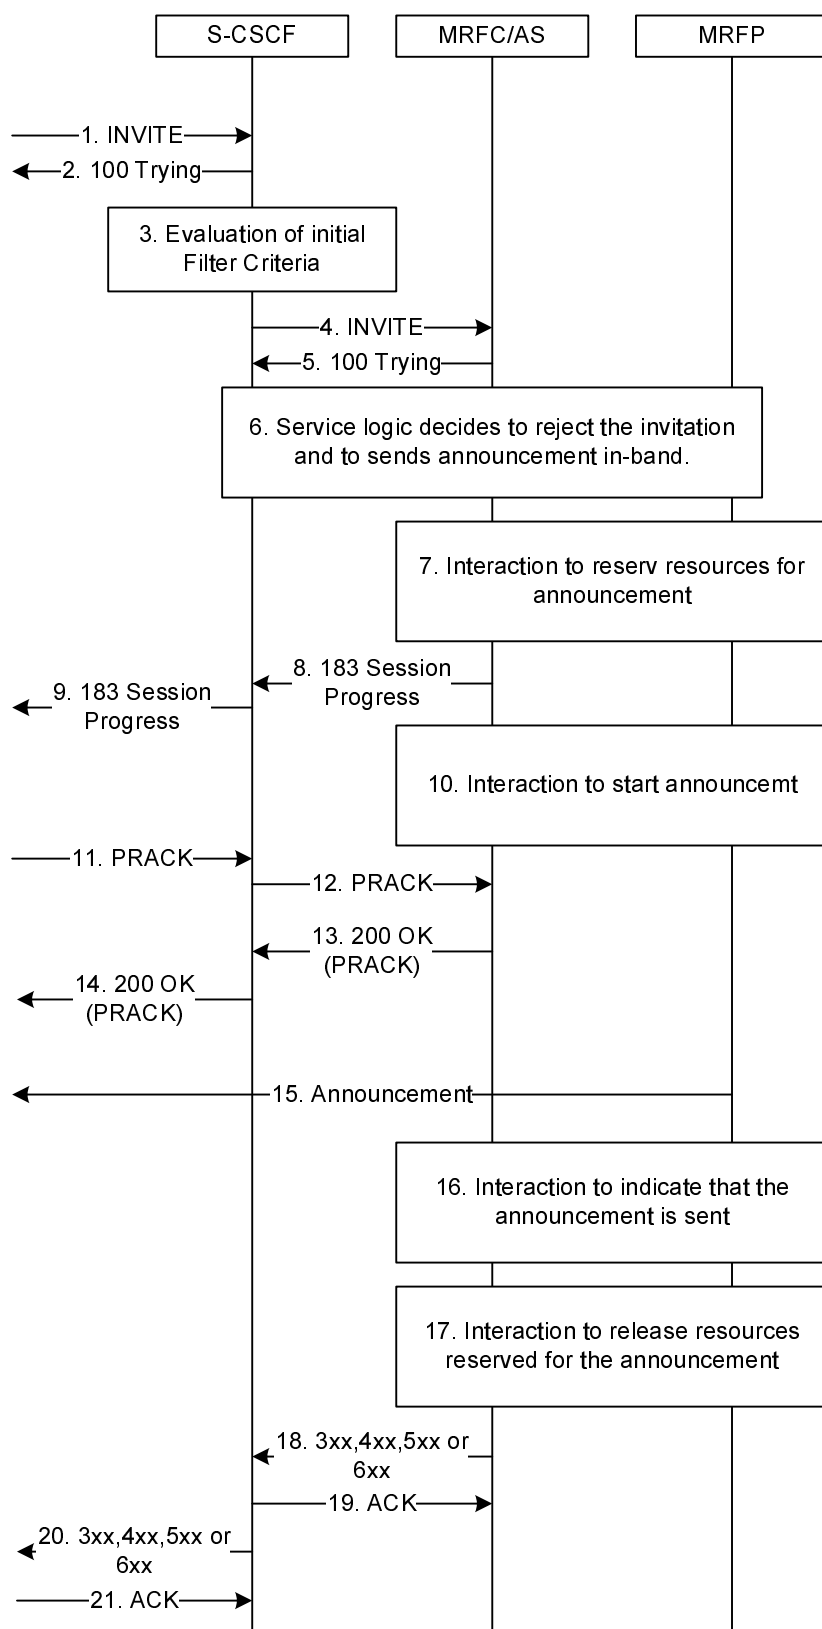 S-CSCF
MRFC/AS
MRFP
1. INVITE
2. 100 Trying
3. Evaluation of initial
Filter Criteria
4. INVITE
5. 100 Trying
6. Service logic decides to reject the invitation
and to sends announcement in-band.
7. Interaction to reserv resources for
announcement
8. 183 Session
Progress
9. 183 Session
Progress
10. Interaction to start announcemt
11. PRACK
12. PRACK
13. 200 OK
(PRACK)
14. 200 OK
(PRACK)
15. Announcement
16. Interaction to indicate that the
announcement is sent
17. Interaction to release resources
reserved for the announcement
18. 3xx,4xx,5xx or
6xx
19. ACK
20. 3xx,4xx,5xx or
6xx
21. ACK